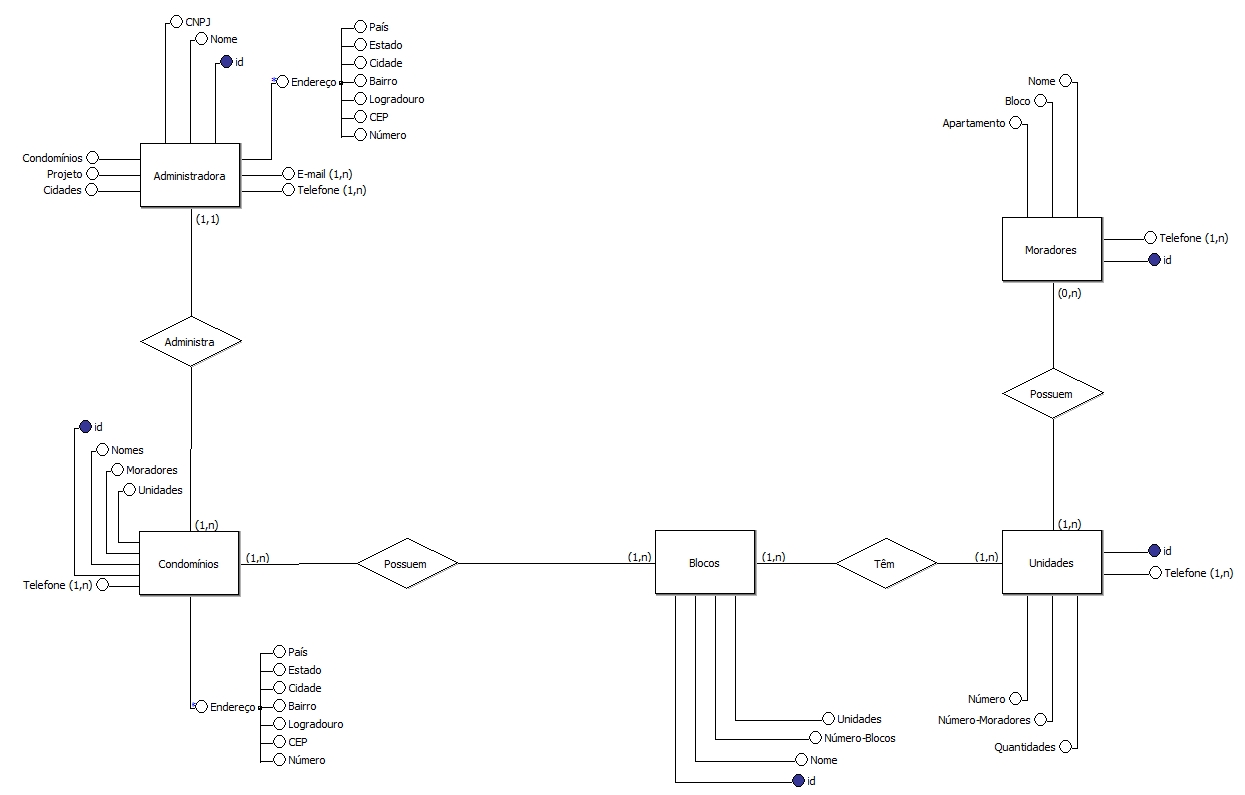 CNPJ
Nome
id
* Endereço
País
Estado
Cidade
Bairro
Logradouro
CEP
Número
Condomínios
Projeto
Cidades
Administradora
E-mail (1,n)
Telefone (1,n)
(1,1)
Administra
Nome
Bloco
Apartamento
Moradores
Telefone (1,n)
id
(0,n)
Possuem
(1,n)
id
Nomes
Moradores
Unidades
(1,n)
Condomínios
Telefone (1,n)
(1,n)
Possuem
(1,n)
Blocos
(1,n)
Têm
(1,n)
Unidades
id
Telefone (1,n)
* Endereço
País
Estado
Cidade
Bairro
Logradouro
CEP
Número
Unidades
Número-Blocos
Nome
id
Número
Número-Moradores
Quantidades